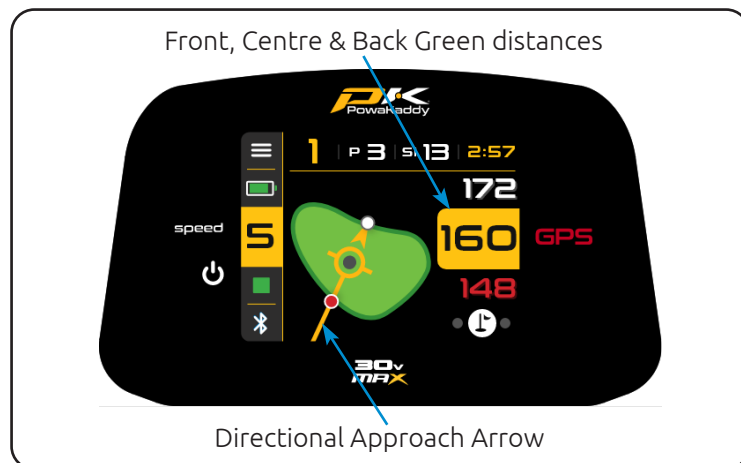 Front, Centre & Back Green distances
PK
PowaKaddy
1 P 3 SI 13 2:57
172
speed 5 160 GPS
148
30v
MAX
Directional Approach Arrow